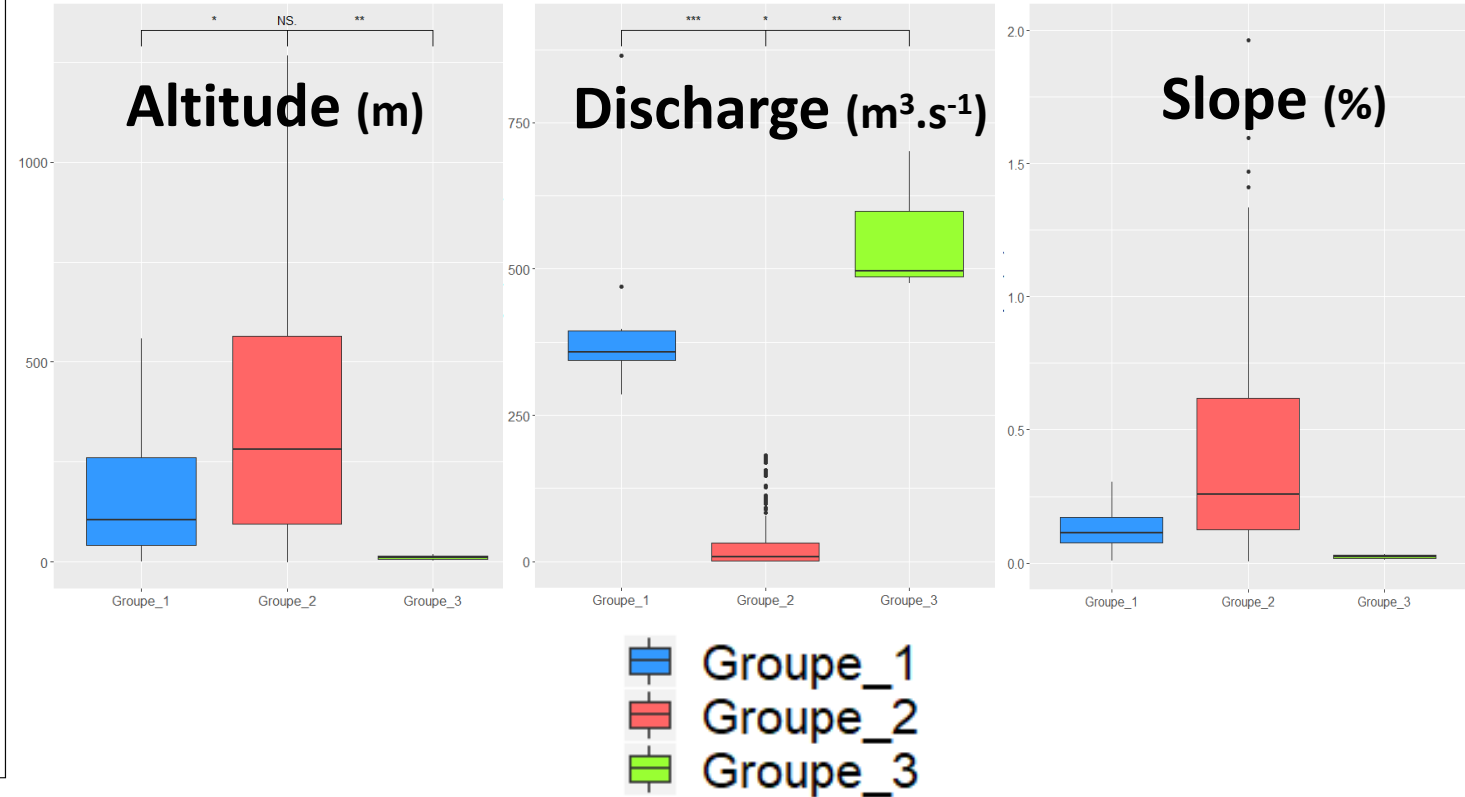 * NS. **
Altitude (m)
1000
500
0
Groupe_1 Groupe_2 Groupe_3
*** * **
Discharge (m³.s⁻¹)
750
500
250
0
Groupe_1 Groupe_2 Groupe_3
Slope (%)
2.0
1.5
1.0
0.5
0.0
Groupe_1 Groupe_2 Groupe_3
Groupe_1
Groupe_2
Groupe_3